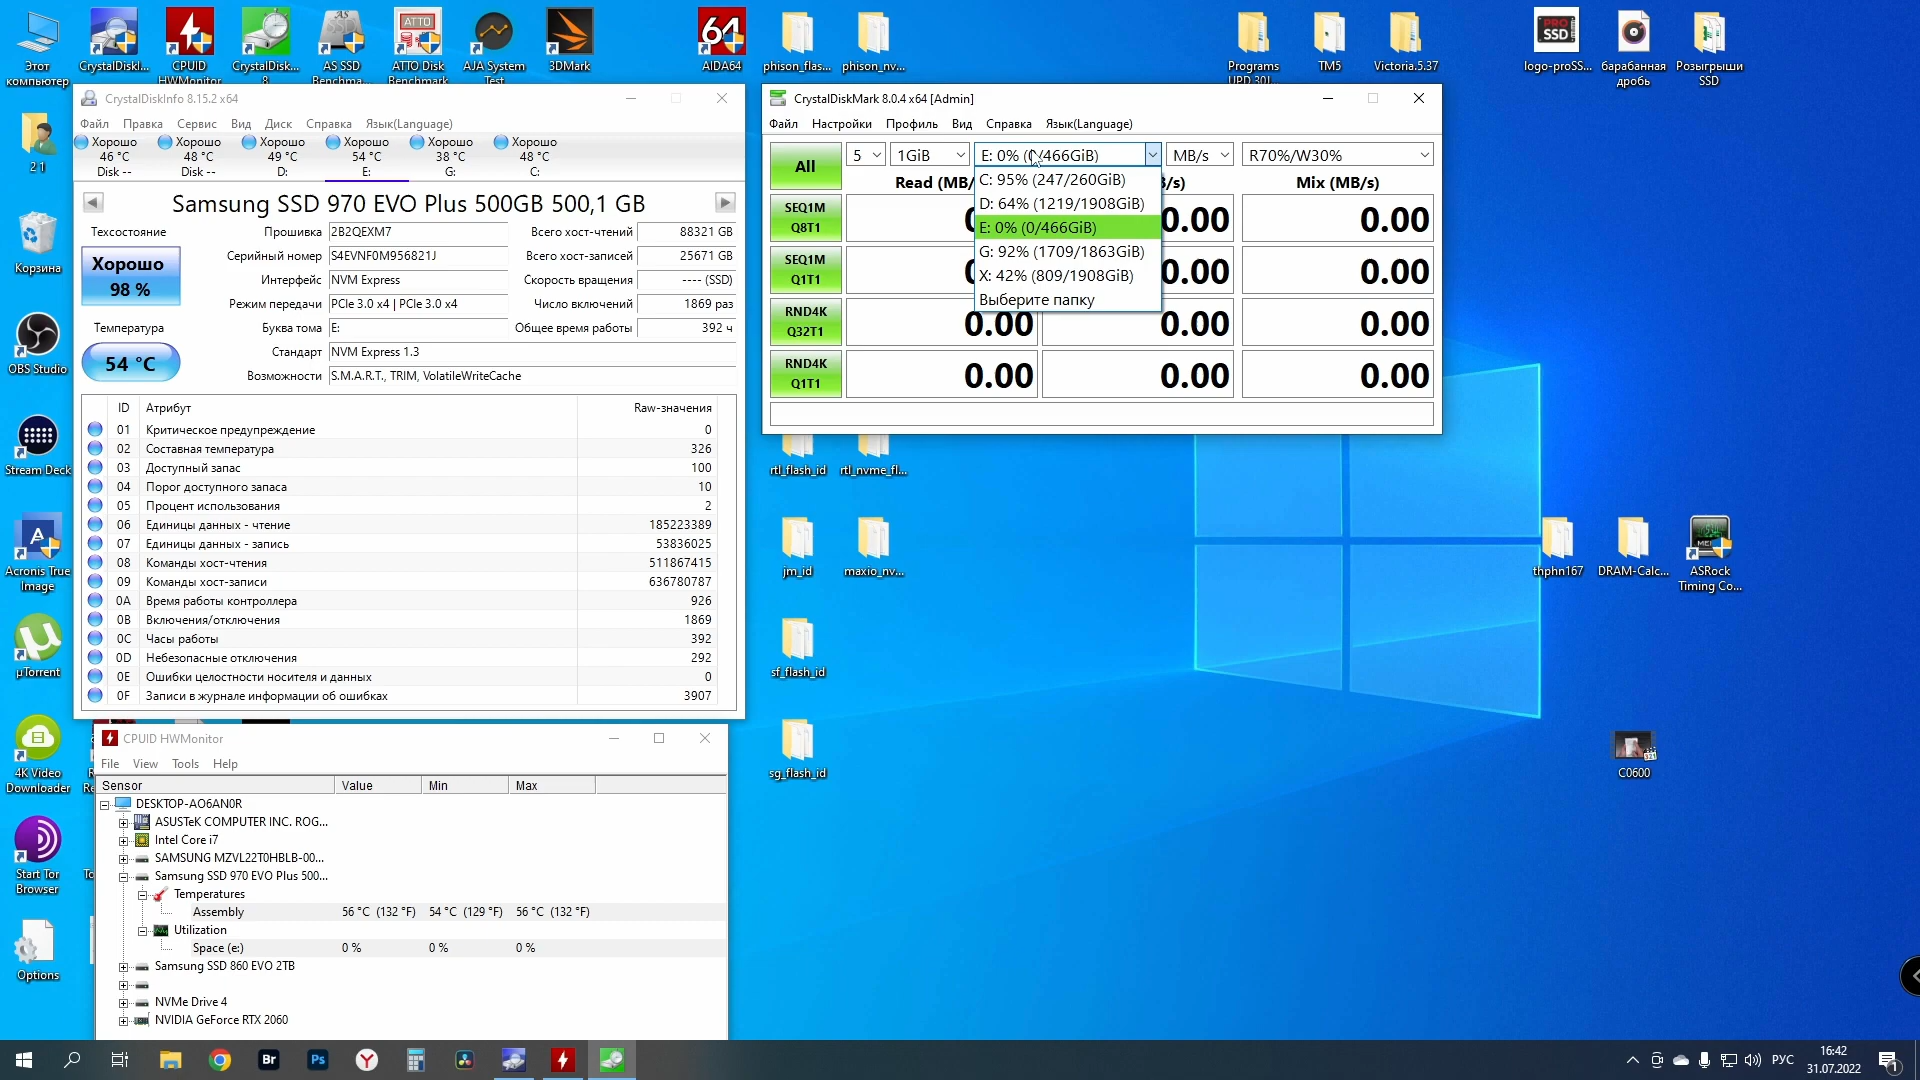 Этот компьютер
CrystalDiskI...
CPUID HWMonitor
CrystalDisk... 8
AS SSD Benchma...
ATTO Disk Benchmark
AJA System Test
3DMark
AIDA64
phison_flas...
phison_nv...
Programs
TM5
Victoria.5.37
logo-proSS...
барабанная дробь
Розыгрыши SSD
2 1
Корзина
OBS Studio
Stream Deck
Acronis True Image
µTorrent
4K Video Downloader
Start Tor Browser
Options
CrystalDiskInfo 8.15.2 x64
Файл Правка Сервис Вид Диск Справка Язык(Language)
Хорошо Хорошо Хорошо Хорошо Хорошо Хорошо
46 °C 48 °C 49 °C 54 °C 38 °C 48 °C
Disk -- Disk -- D: E: G: C:
Samsung SSD 970 EVO Plus 500GB 500,1 GB
Техсостояние
Хорошо
98 %
Температура
54 °C
Прошивка 2B2QEXM7
Серийный номер S4EVNF0M956821J
Интерфейс NVM Express
Режим передачи PCIe 3.0 x4 | PCIe 3.0 x4
Буква тома E:
Стандарт NVM Express 1.3
Возможности S.M.A.R.T., TRIM, VolatileWriteCache
Всего хост-чтений 88321 GB
Всего хост-записей 25671 GB
Скорость вращения ---- (SSD)
Число включений 1869 раз
Общее время работы 392 ч
ID Атрибут Raw-значения
01 Критическое предупреждение 0
02 Составная температура 326
03 Доступный запас 100
04 Порог доступного запаса 10
05 Процент использования 2
06 Единицы данных - чтение 185223389
07 Единицы данных - запись 53836025
08 Команды хост-чтения 511867415
09 Команды хост-записи 636780787
0A Время работы контроллера 926
0B Включения/отключения 1869
0C Часы работы 392
0D Небезопасные отключения 292
0E Ошибки целостности носителя и данных 0
0F Записи в журнале информации об ошибках 3907
CrystalDiskMark 8.0.4 x64 [Admin]
Файл Настройки Профиль Вид Справка Язык(Language)
All 5 1GiB E: 0% (0/466GiB) MB/s R70%/W30%
Read (MB/ Mix (MB/s)
C: 95% (247/260GiB)
D: 64% (1219/1908GiB)
E: 0% (0/466GiB)
G: 92% (1709/1863GiB)
X: 42% (809/1908GiB)
Выберите папку
SEQ1M
Q8T1
0.00 0.00
SEQ1M
Q1T1
0.00 0.00
RND4K
Q32T1
0.00 0.00 0.00
RND4K
Q1T1
0.00 0.00 0.00
rtl_flash_id
rtl_nvme_fl...
jm_id
maxio_nv...
sf_flash_id
sg_flash_id
thphn167
DRAM-Calc...
ASRock Timing Co...
C0600
CPUID HWMonitor
File View Tools Help
Sensor Value Min Max
DESKTOP-AO6AN0R
ASUSTeK COMPUTER INC. ROG...
Intel Core i7
SAMSUNG MZVL22T0HBLB-00...
Samsung SSD 970 EVO Plus 500...
Temperatures
Assembly 56 °C (132 °F) 54 °C (129 °F) 56 °C (132 °F)
Utilization
Space (e:) 0 % 0 % 0 %
Samsung SSD 860 EVO 2TB
NVMe Drive 4
NVIDIA GeForce RTX 2060
Br
Ps
РУС
16:42
31.07.2022
1